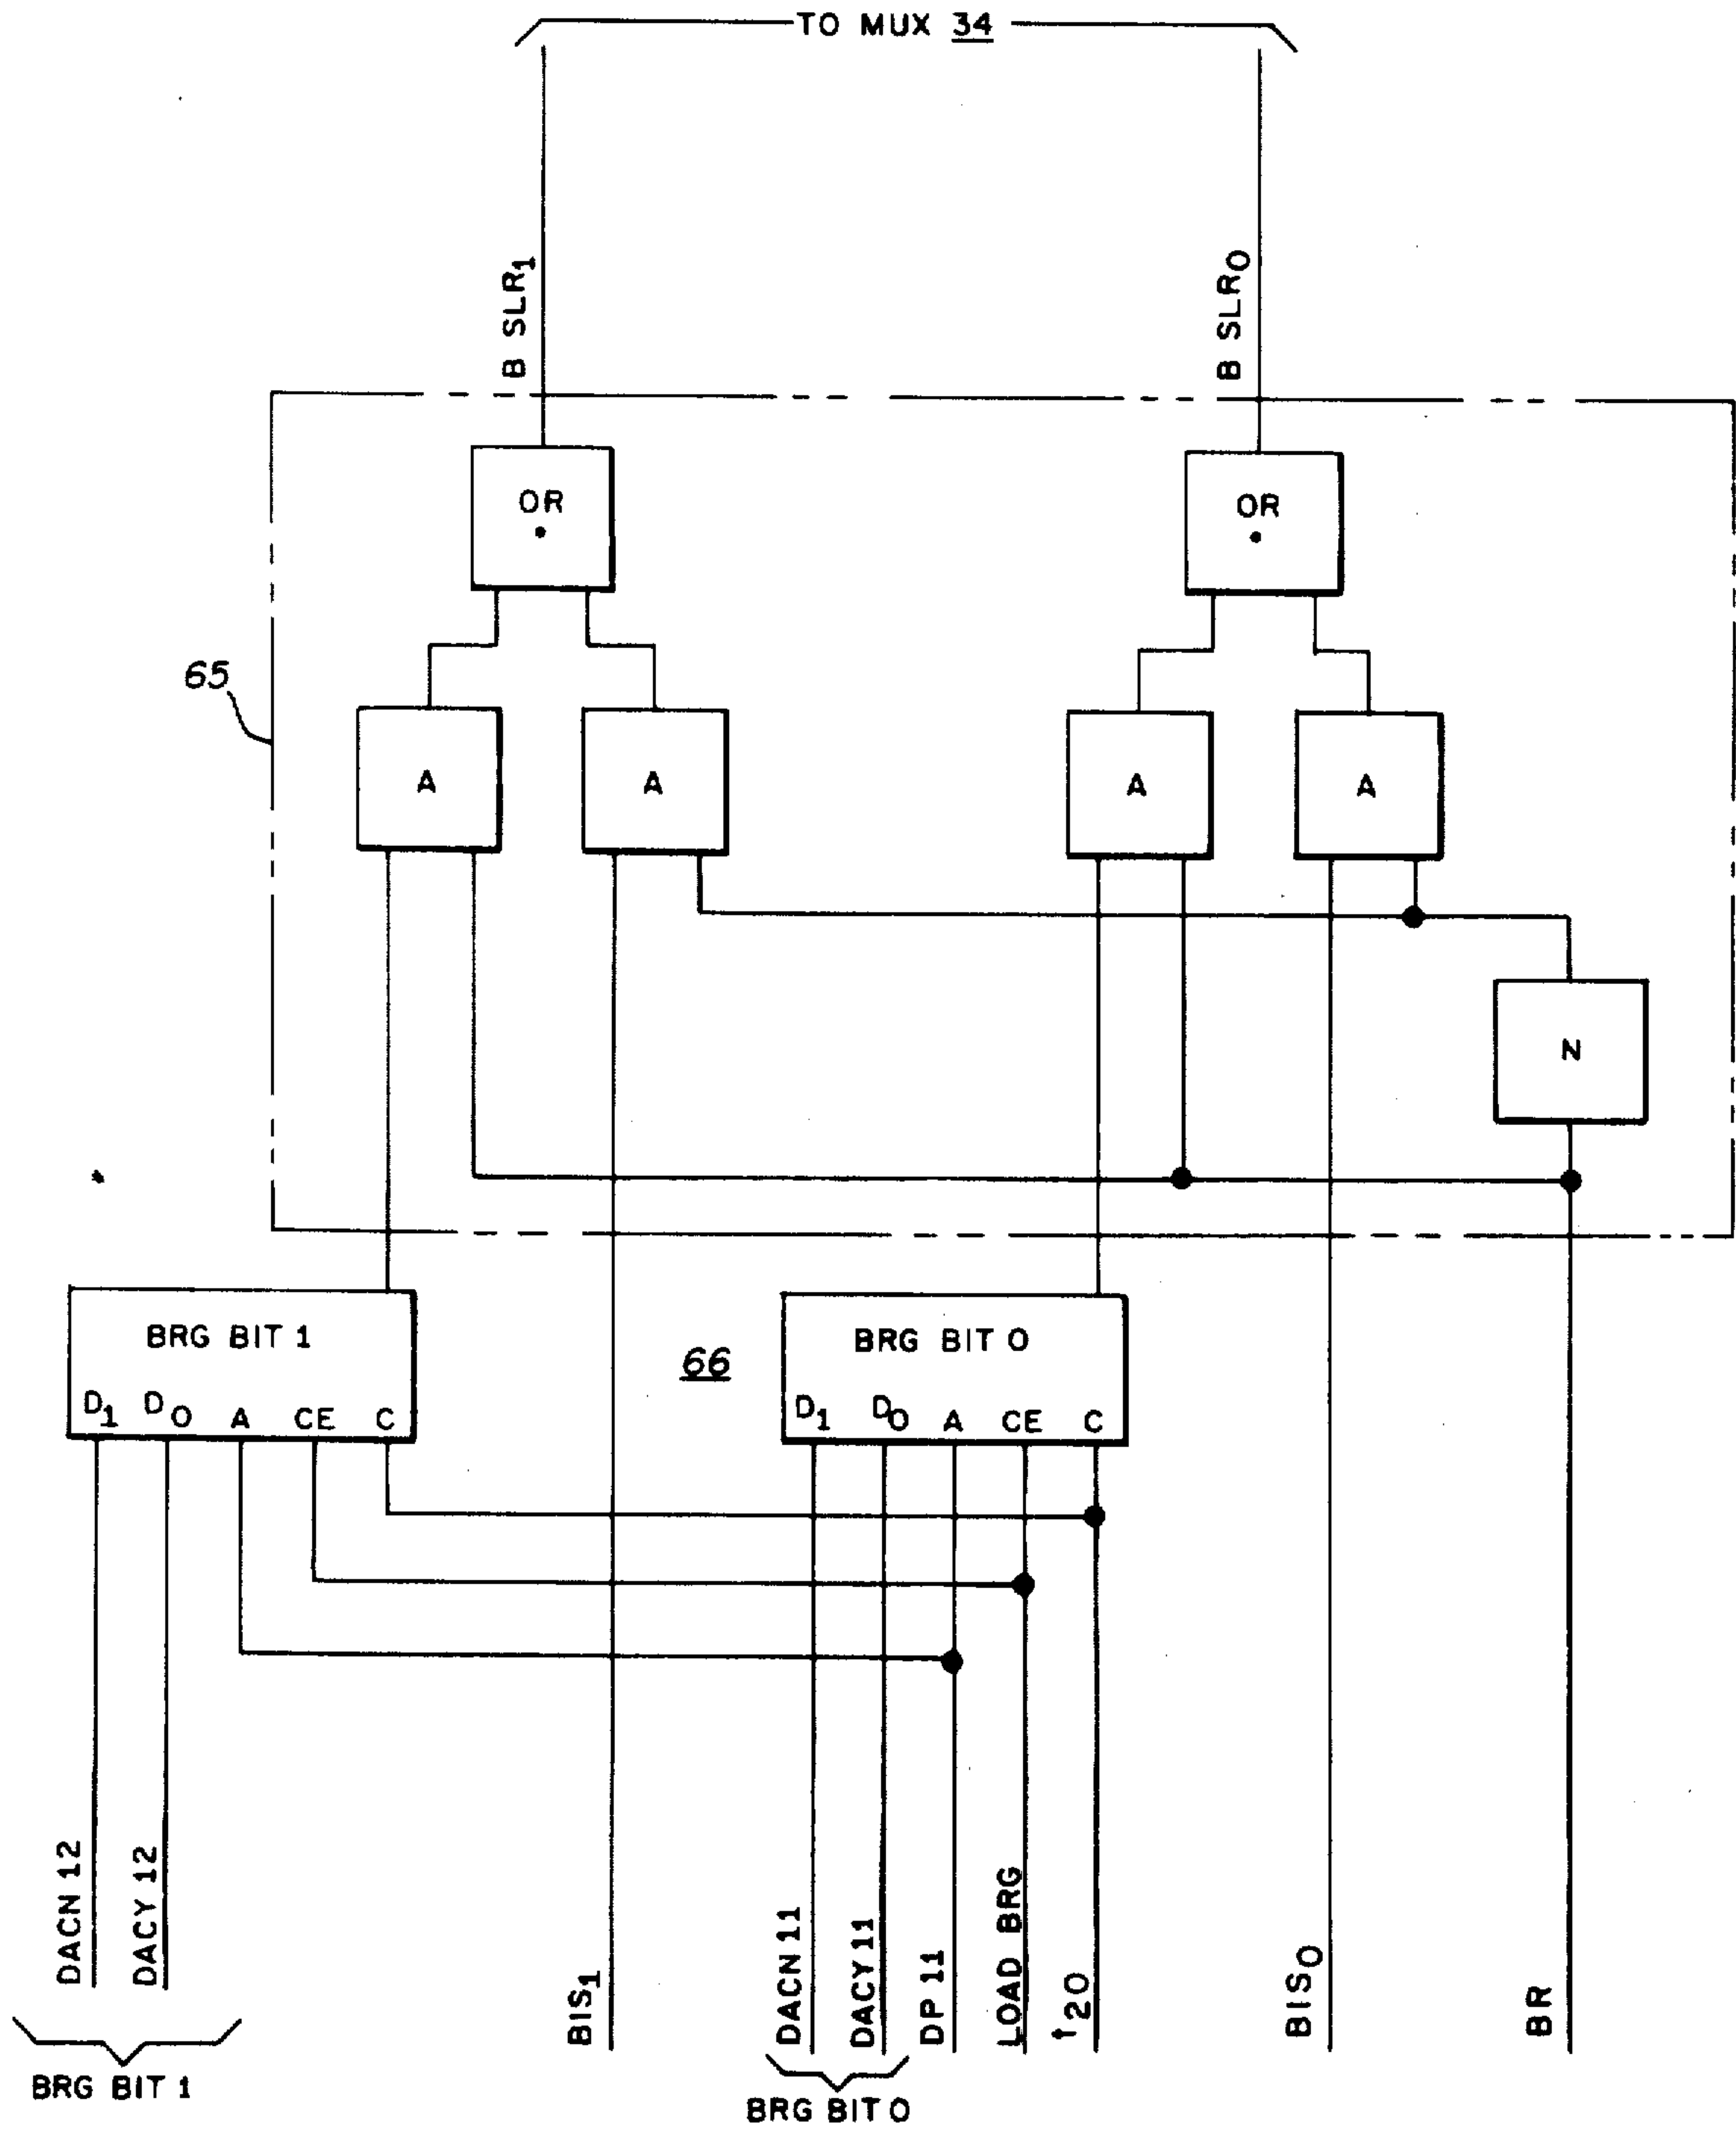 TO MUX 34
B SLR1
B SLR0
OR
OR
65
A
A
A
A
N
BRG BIT 1
D1 D0 A CE C
66
BRG BIT 0
D1 D0 A CE C
DACN 12
DACY 12
BIS1
DACN 11
DACY 11
DP 11
LOAD BRG
t20
BIS0
BR
BRG BIT 1
BRG BIT 0